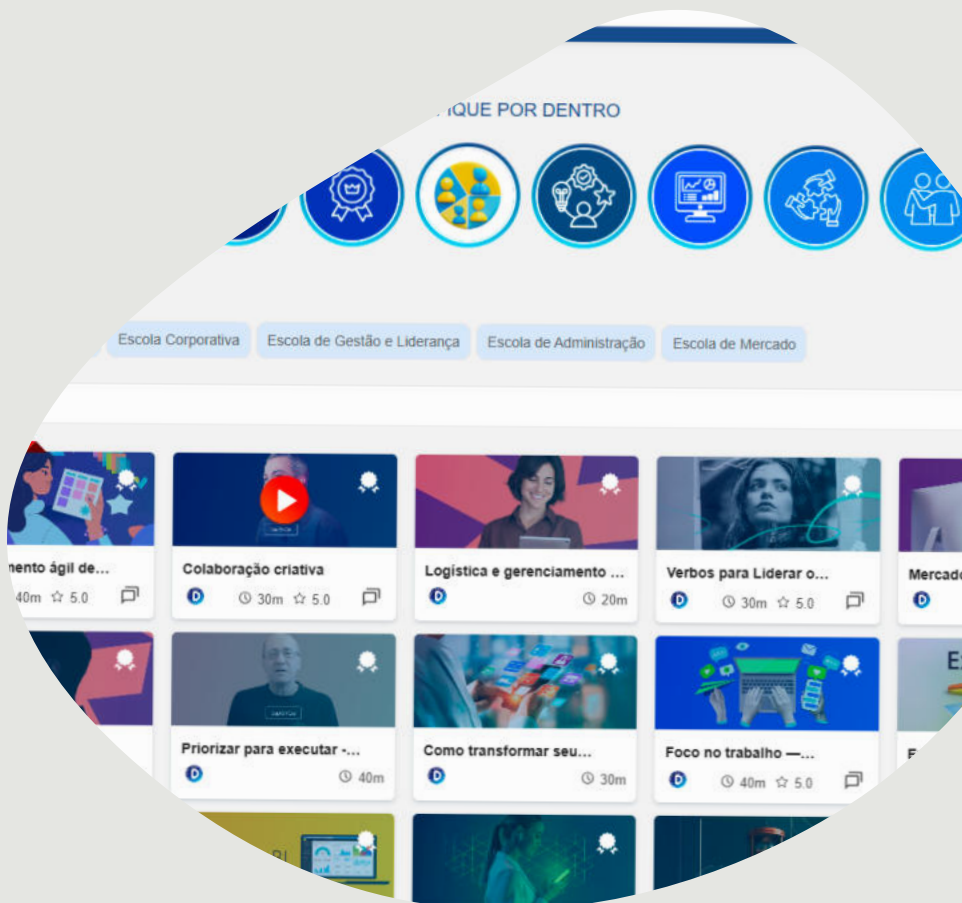 FIQUE POR DENTRO
Escola Corporativa
Escola de Gestão e Liderança
Escola de Administração
Escola de Mercado
mento ágil de...
40m 5.0
Colaboração criativa
30m 5.0
Logística e gerenciamento ...
20m
Verbos para Liderar o...
30m 5.0
Mercado
Priorizar para executar -...
40m
Como transformar seu...
30m
Foco no trabalho —...
40m 5.0
BI